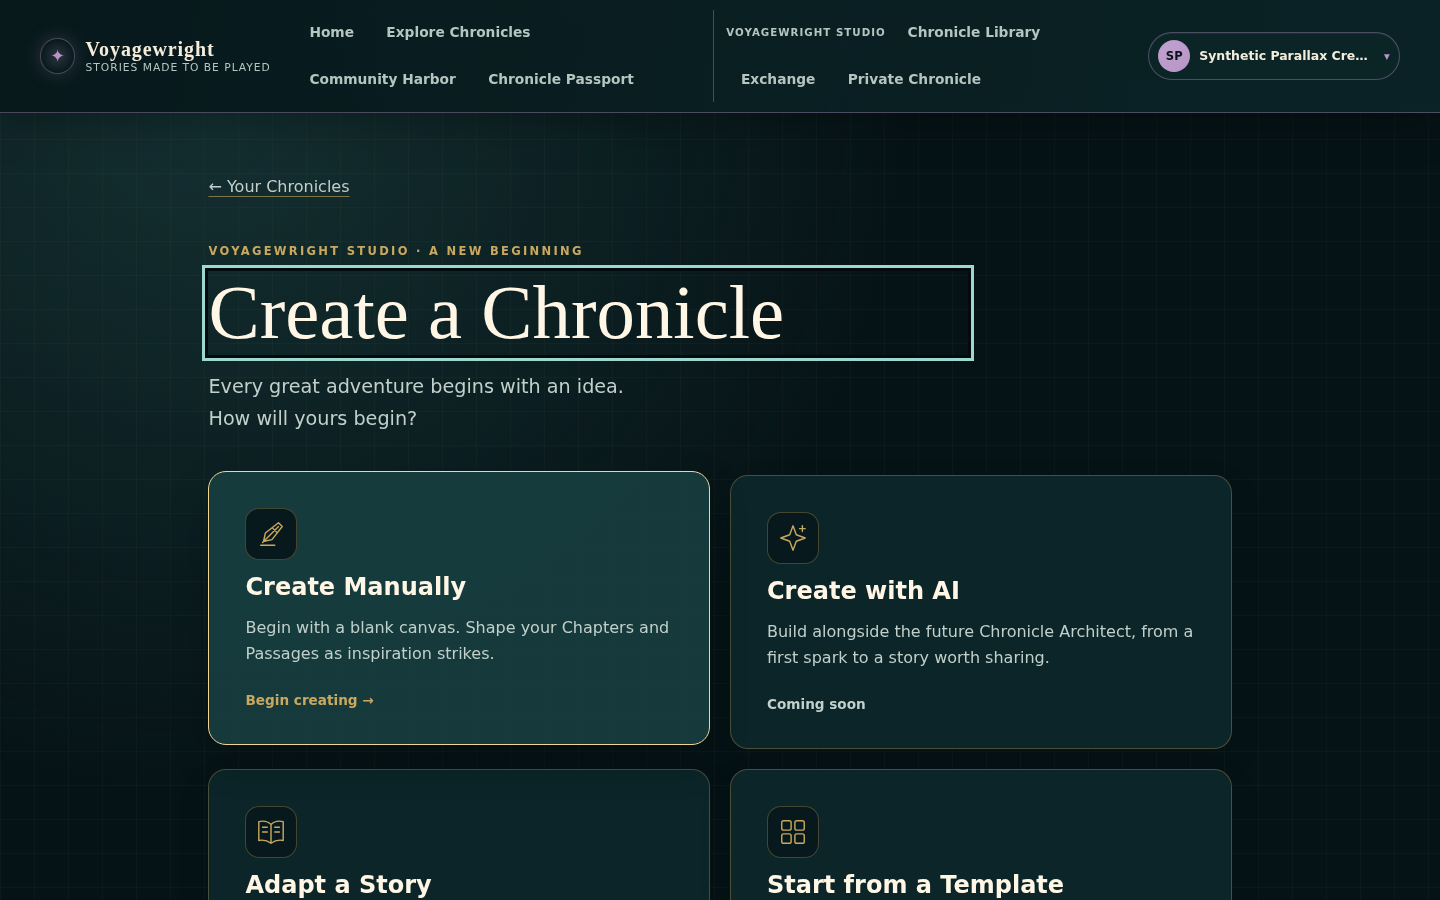 Voyagewright
STORIES MADE TO BE PLAYED
Home
Explore Chronicles
Community Harbor
Chronicle Passport
VOYAGEWRIGHT STUDIO
Chronicle Library
Exchange
Private Chronicle
SP
Synthetic Parallax Cre...
← Your Chronicles
VOYAGEWRIGHT STUDIO · A NEW BEGINNING
Create a Chronicle
Every great adventure begins with an idea.
How will yours begin?
Create Manually
Begin with a blank canvas. Shape your Chapters and
Passages as inspiration strikes.
Begin creating →
Create with AI
Build alongside the future Chronicle Architect, from a
first spark to a story worth sharing.
Coming soon
Adapt a Story
Start from a Template